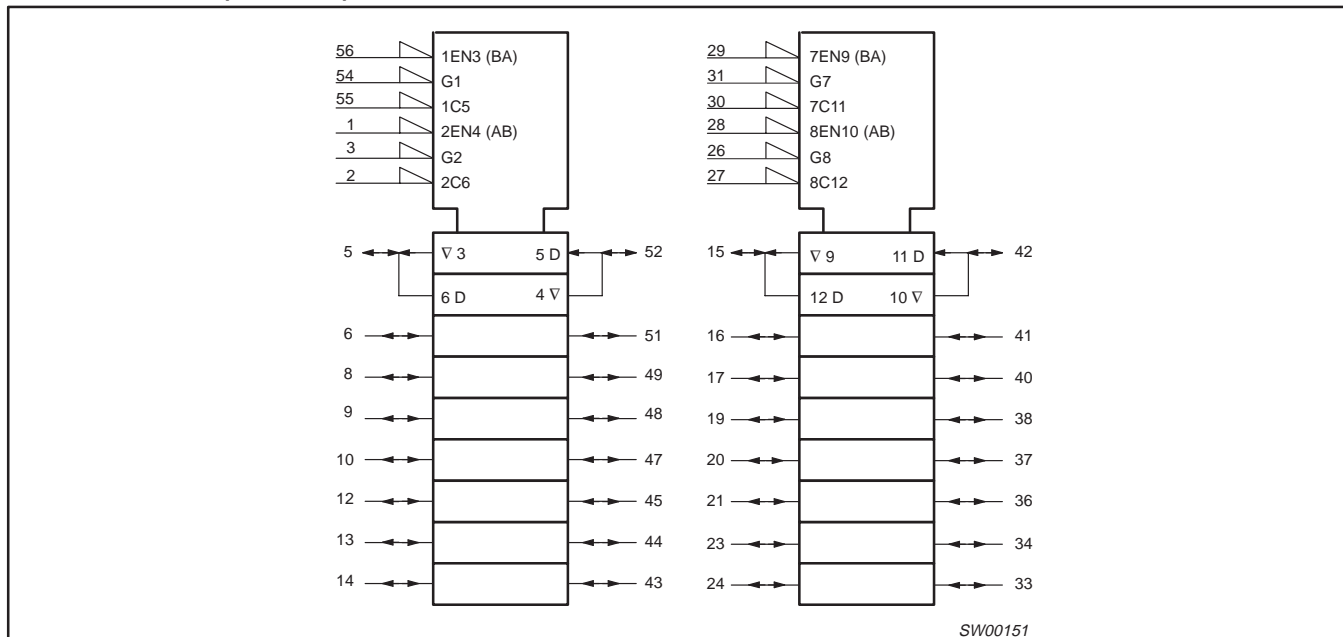 56 1EN3 (BA)
54 G1
55 1C5
1 2EN4 (AB)
3 G2
2 2C6
5 ∇ 3 5 D 52
6 D 4 ∇
6 51
8 49
9 48
10 47
12 45
13 44
14 43
29 7EN9 (BA)
31 G7
30 7C11
28 8EN10 (AB)
26 G8
27 8C12
15 ∇ 9 11 D 42
12 D 10 ∇
16 41
17 40
19 38
20 37
21 36
23 34
24 33
SW00151